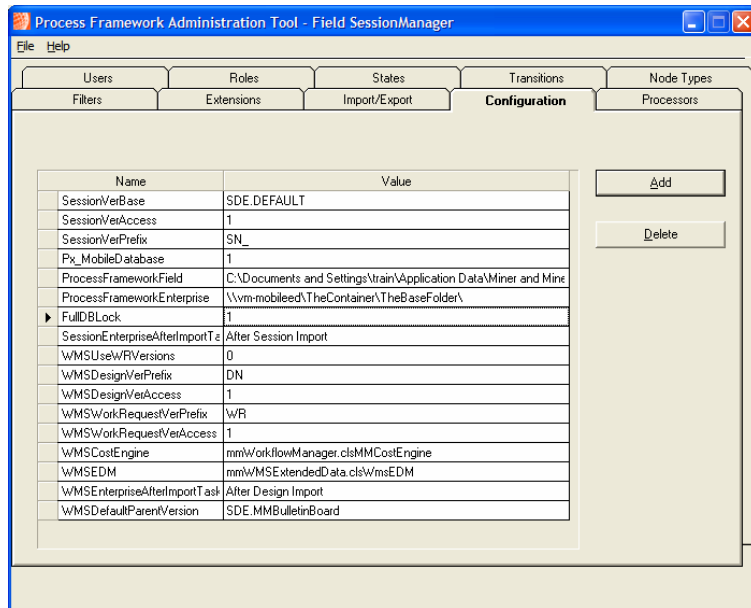 Process Framework Administration Tool - Field SessionManager
File Help
Users Roles States Transitions Node Types
Filters Extensions Import/Export Configuration Processors
Name Value
SessionVerBase SDE.DEFAULT
SessionVerAccess 1
SessionVerPrefix SN_
Px_MobileDatabase 1
ProcessFrameworkField C:\Documents and Settings\train\Application Data\Miner and Mine
ProcessFrameworkEnterprise \\vm-mobileed\TheContainer\TheBaseFolder\
FullDBLock 1
SessionEnterpriseAfterImportTa After Session Import
WMSUseWRVersions 0
WMSDesignVerPrefix DN
WMSDesignVerAccess 1
WMSWorkRequestVerPrefix WR
WMSWorkRequestVerAccess 1
WMSCostEngine mmWorkflowManager.clsMMCostEngine
WMSEDM mmWMSExtendedData.clsWmsEDM
WMSEnterpriseAfterImportTask After Design Import
WMSDefaultParentVersion SDE.MMBulletinBoard
Add
Delete